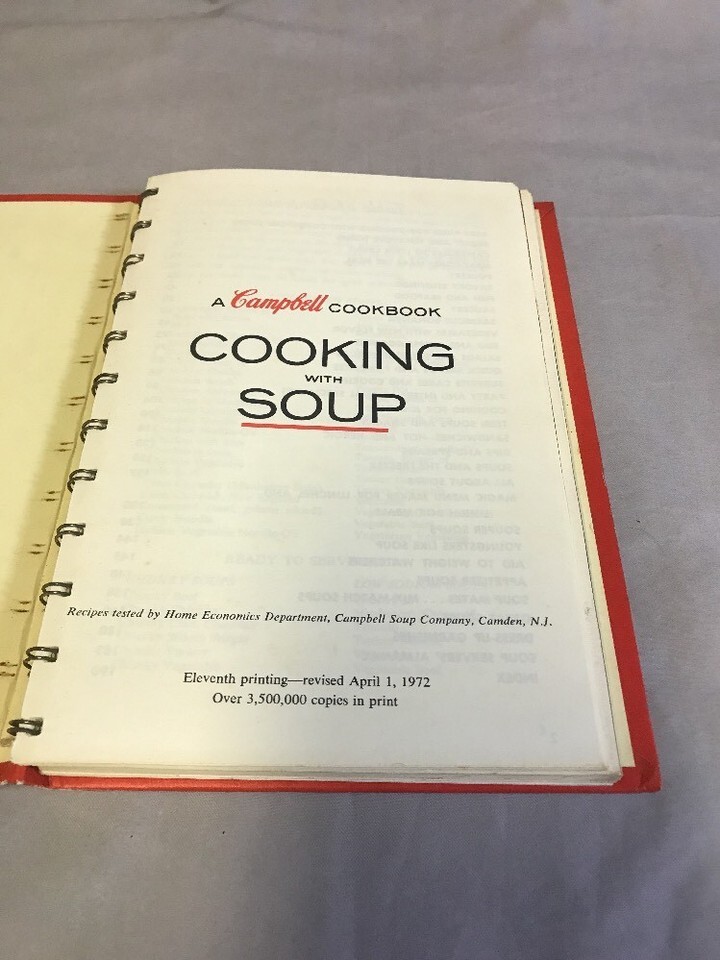 A Campbell COOKBOOK
COOKING
WITH
SOUP
Recipes tested by Home Economics Department, Campbell Soup Company, Camden, N.J.
Eleventh printing—revised April 1, 1972
Over 3,500,000 copies in print